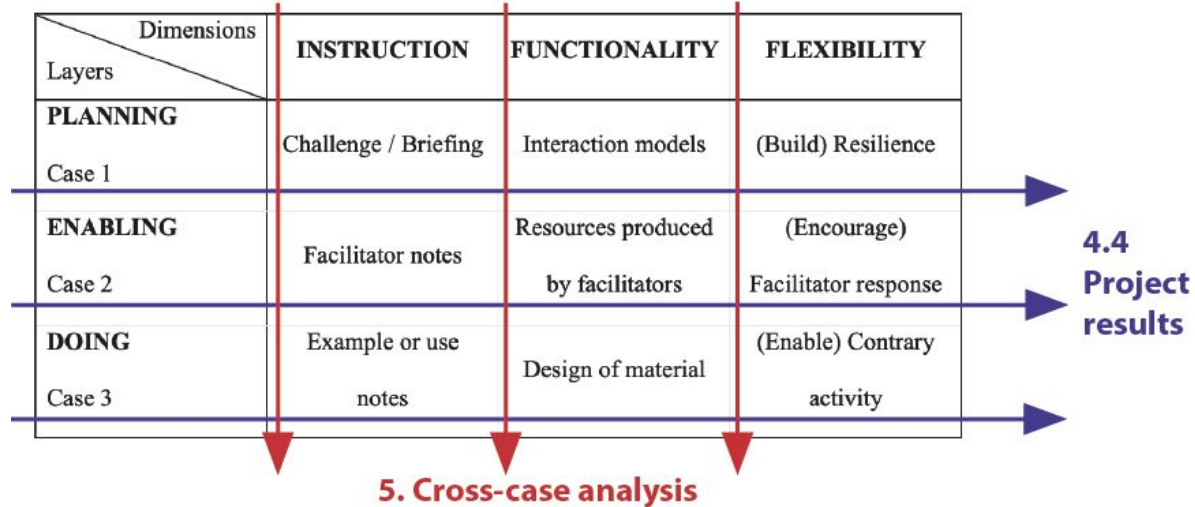 Dimensions
Layers
INSTRUCTION
FUNCTIONALITY
FLEXIBILITY
PLANNING
Case 1
Challenge / Briefing
Interaction models
(Build) Resilience
ENABLING
Case 2
Facilitator notes
Resources produced
by facilitators
(Encourage)
Facilitator response
DOING
Case 3
Example or use
notes
Design of material
(Enable) Contrary
activity
4.4
Project
results
5. Cross-case analysis